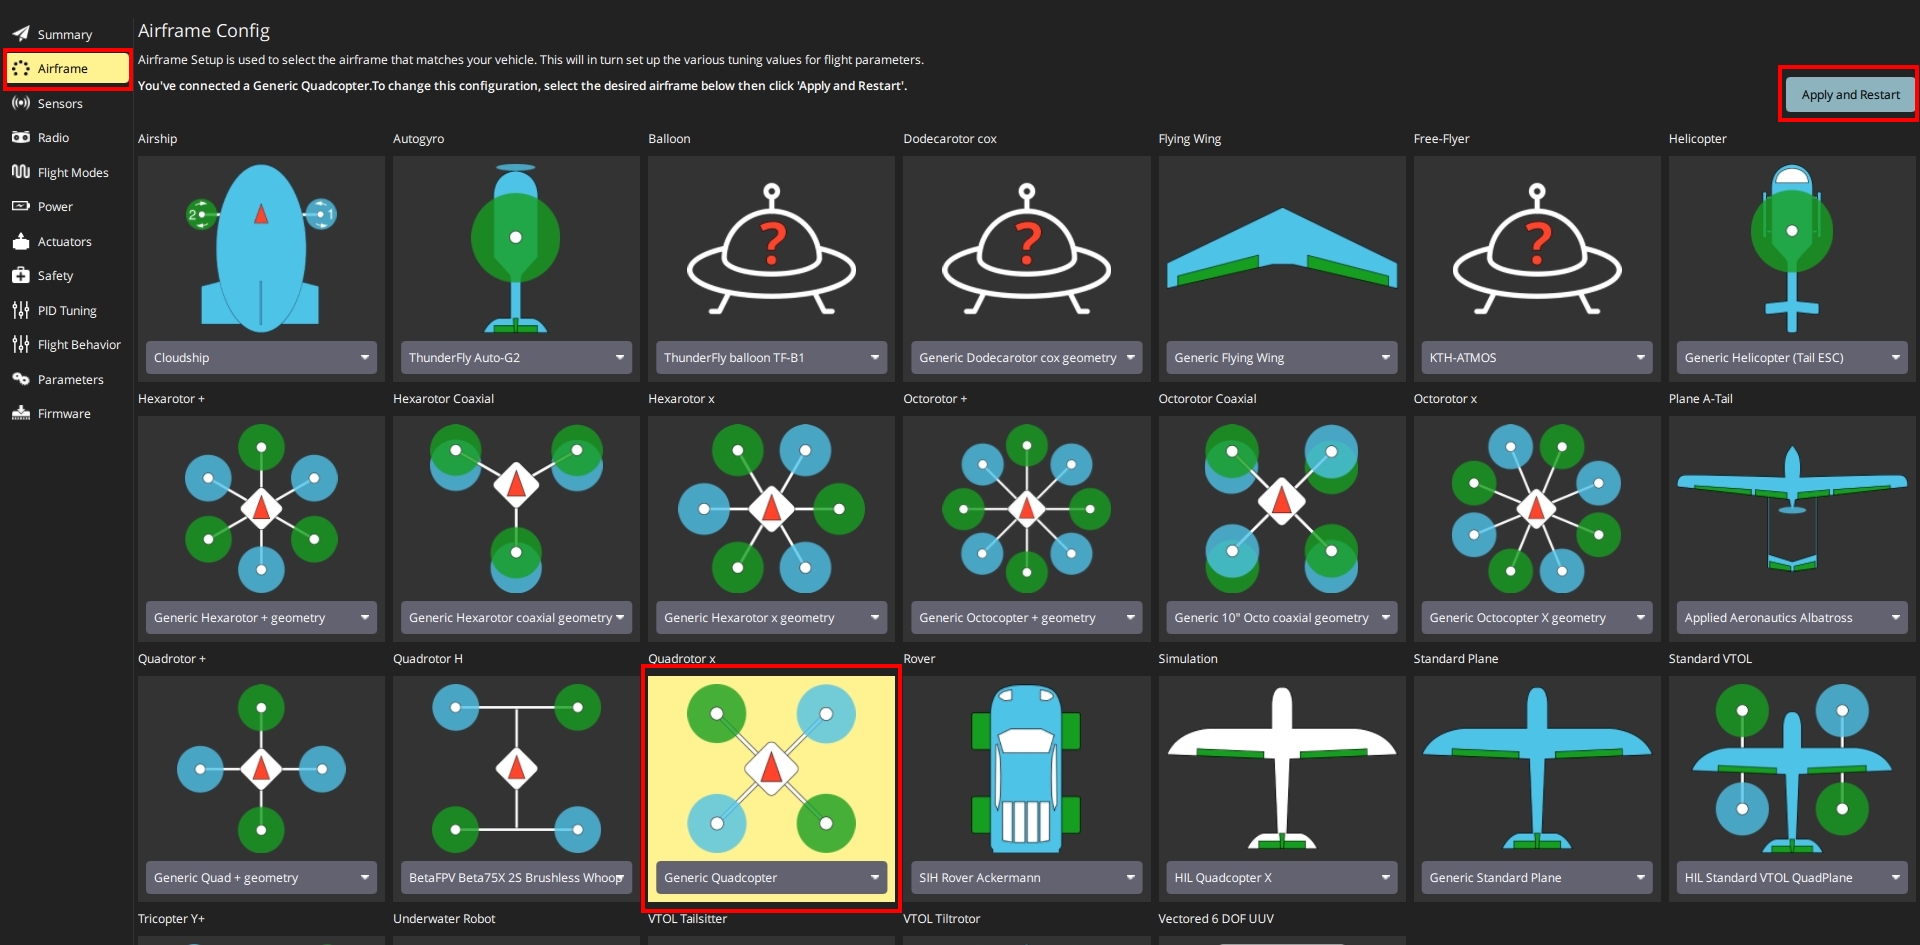 Airframe Config
Airframe Setup is used to select the airframe that matches your vehicle. This will in turn set up the various tuning values for flight parameters.
You've connected a Generic Quadcopter.To change this configuration, select the desired airframe below then click 'Apply and Restart'.
Apply and Restart
Summary
Airframe
Sensors
Radio
Flight Modes
Power
Actuators
Safety
PID Tuning
Flight Behavior
Parameters
Firmware
Airship
Autogyro
Balloon
Dodecarotor cox
Flying Wing
Free-Flyer
Helicopter
2
1
?
?
?
Cloudship
ThunderFly Auto-G2
ThunderFly balloon TF-B1
Generic Dodecarotor cox geometry
Generic Flying Wing
KTH-ATMOS
Generic Helicopter (Tail ESC)
Hexarotor +
Hexarotor Coaxial
Hexarotor x
Octorotor +
Octorotor Coaxial
Octorotor x
Plane A-Tail
Generic Hexarotor + geometry
Generic Hexarotor coaxial geometry
Generic Hexarotor x geometry
Generic Octocopter + geometry
Generic 10" Octo coaxial geometry
Generic Octocopter X geometry
Applied Aeronautics Albatross
Quadrotor +
Quadrotor H
Quadrotor x
Rover
Simulation
Standard Plane
Standard VTOL
Generic Quad + geometry
BetaFPV Beta75X 2S Brushless Whoop
Generic Quadcopter
SIH Rover Ackermann
HIL Quadcopter X
Generic Standard Plane
HIL Standard VTOL QuadPlane
Tricopter Y+
Underwater Robot
VTOL Tailsitter
VTOL Tiltrotor
Vectored 6 DOF UUV